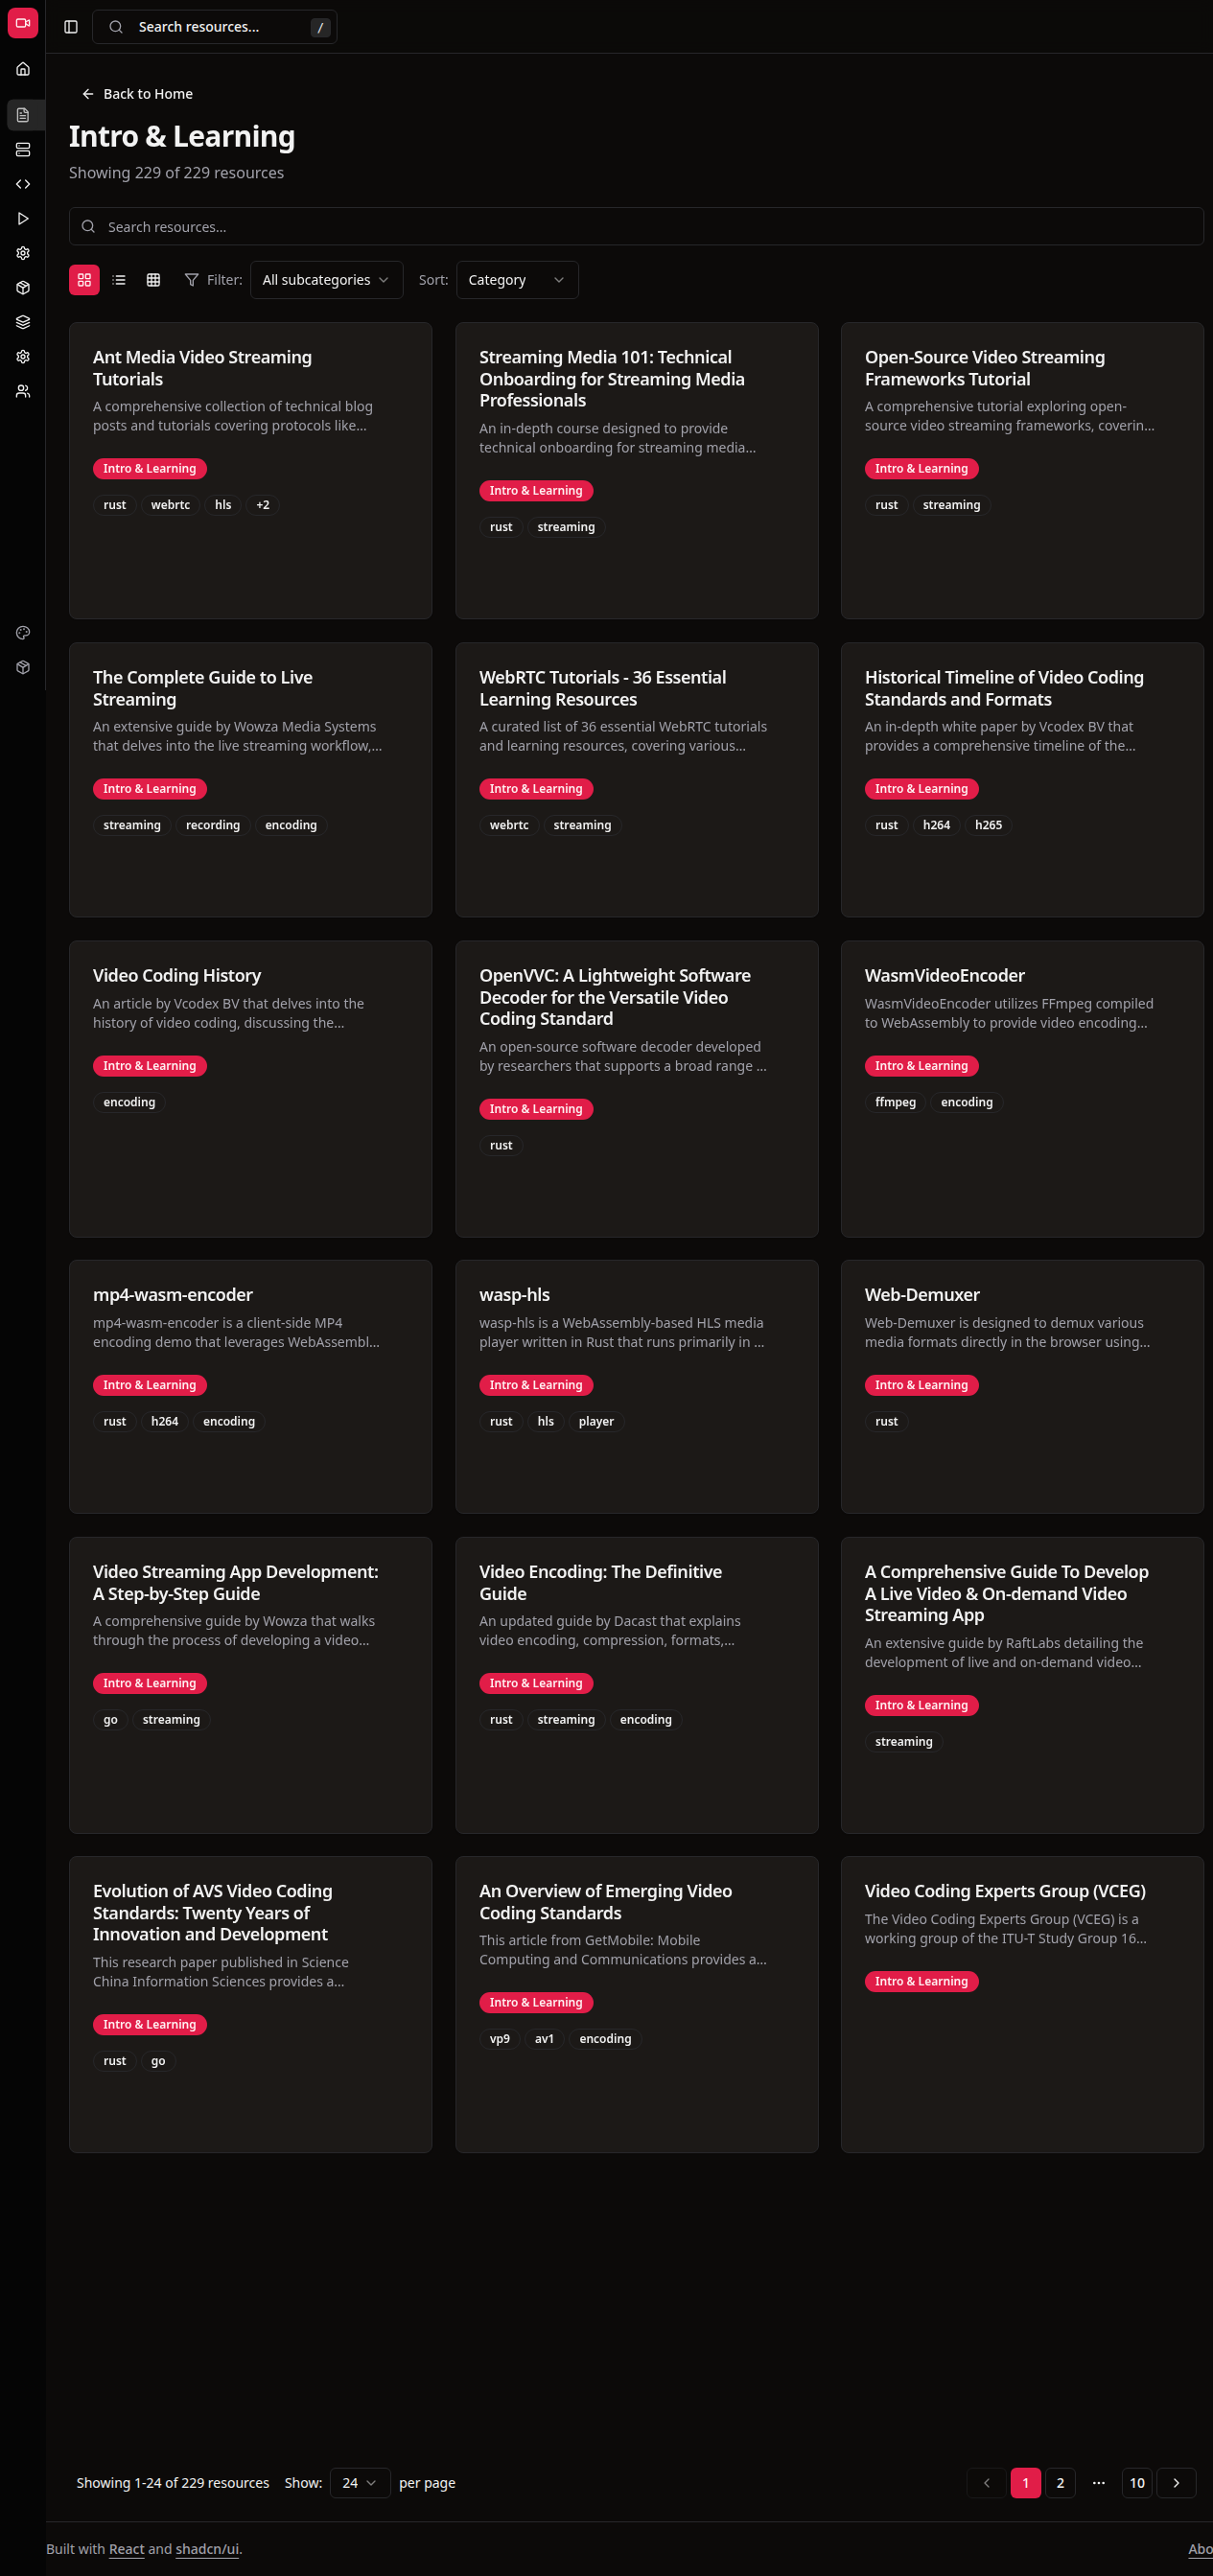 Search resources...
/
Back to Home
Intro & Learning
Showing 229 of 229 resources
Search resources...
Filter:
All subcategories
Sort:
Category
Ant Media Video Streaming
Tutorials
A comprehensive collection of technical blog
posts and tutorials covering protocols like...
Intro & Learning
rust webrtc hls +2
Streaming Media 101: Technical
Onboarding for Streaming Media
Professionals
An in-depth course designed to provide
technical onboarding for streaming media...
Intro & Learning
rust streaming
Open-Source Video Streaming
Frameworks Tutorial
A comprehensive tutorial exploring open-
source video streaming frameworks, coverin...
Intro & Learning
rust streaming
The Complete Guide to Live
Streaming
An extensive guide by Wowza Media Systems
that delves into the live streaming workflow,...
Intro & Learning
streaming recording encoding
WebRTC Tutorials - 36 Essential
Learning Resources
A curated list of 36 essential WebRTC tutorials
and learning resources, covering various...
Intro & Learning
webrtc streaming
Historical Timeline of Video Coding
Standards and Formats
An in-depth white paper by Vcodex BV that
provides a comprehensive timeline of the...
Intro & Learning
rust h264 h265
Video Coding History
An article by Vcodex BV that delves into the
history of video coding, discussing the...
Intro & Learning
encoding
OpenVVC: A Lightweight Software
Decoder for the Versatile Video
Coding Standard
An open-source software decoder developed
by researchers that supports a broad range ...
Intro & Learning
rust
WasmVideoEncoder
WasmVideoEncoder utilizes FFmpeg compiled
to WebAssembly to provide video encoding...
Intro & Learning
ffmpeg encoding
mp4-wasm-encoder
mp4-wasm-encoder is a client-side MP4
encoding demo that leverages WebAssembl...
Intro & Learning
rust h264 encoding
wasp-hls
wasp-hls is a WebAssembly-based HLS media
player written in Rust that runs primarily in ...
Intro & Learning
rust hls player
Web-Demuxer
Web-Demuxer is designed to demux various
media formats directly in the browser using...
Intro & Learning
rust
Video Streaming App Development:
A Step-by-Step Guide
A comprehensive guide by Wowza that walks
through the process of developing a video...
Intro & Learning
go streaming
Video Encoding: The Definitive
Guide
An updated guide by Dacast that explains
video encoding, compression, formats,...
Intro & Learning
rust streaming encoding
A Comprehensive Guide To Develop
A Live Video & On-demand Video
Streaming App
An extensive guide by RaftLabs detailing the
development of live and on-demand video...
Intro & Learning
streaming
Evolution of AVS Video Coding
Standards: Twenty Years of
Innovation and Development
This research paper published in Science
China Information Sciences provides a...
Intro & Learning
rust go
An Overview of Emerging Video
Coding Standards
This article from GetMobile: Mobile
Computing and Communications provides a...
Intro & Learning
vp9 av1 encoding
Video Coding Experts Group (VCEG)
The Video Coding Experts Group (VCEG) is a
working group of the ITU-T Study Group 16...
Intro & Learning
Showing 1-24 of 229 resources Show: 24 per page
1 2 ... 10
Built with React and shadcn/ui.
Abo